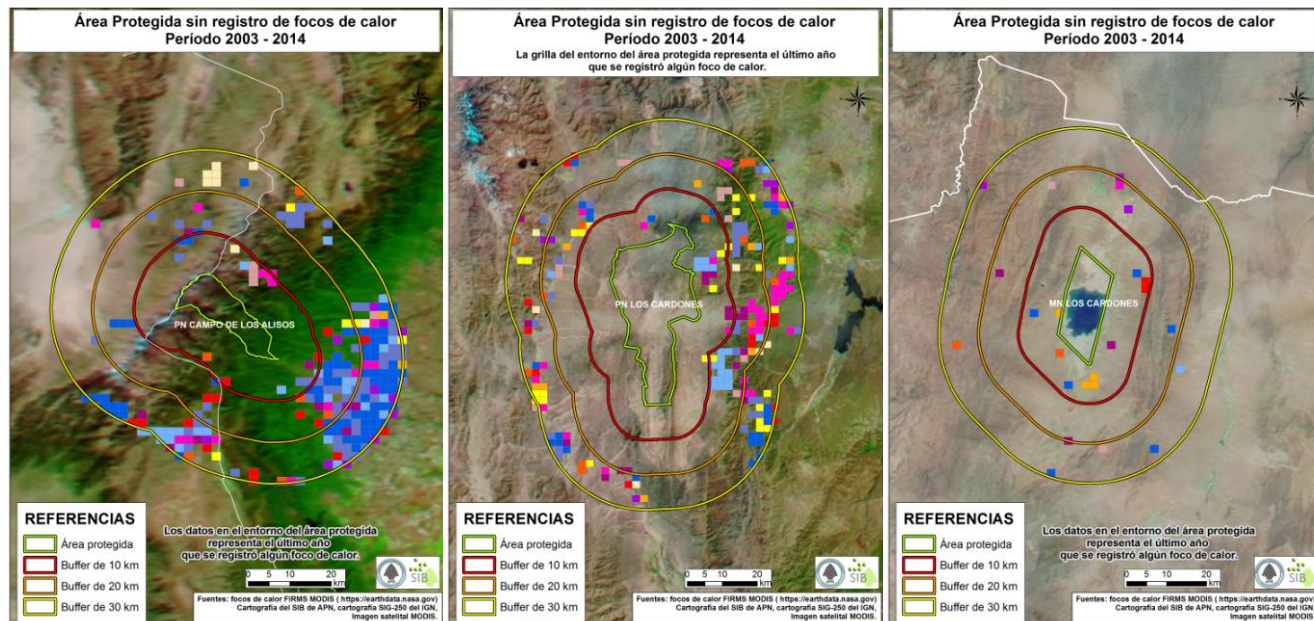 Área Protegida sin registro de focos de calor
Período 2003 - 2014
PN CAMPO DE LOS ALISOS
REFERENCIAS
Área protegida
Buffer de 10 km
Buffer de 20 km
Buffer de 30 km
Los datos en el entorno del área protegida
representa el último año
que se registró algún foco de calor.
0 5 10 20
km
SIB
Fuentes: focos de calor FIRMS MODIS ( https://earthdata.nasa.gov)
Cartografía del SIB de APN, cartografía SIG-250 del IGN,
Imagen satelital MODIS.
Área Protegida sin registro de focos de calor
Período 2003 - 2014
La grilla del entorno del área protegida representa el último año
que se registró algún foco de calor.
PN LOS CARDONES
REFERENCIAS
Área protegida
Buffer de 10 km
Buffer de 20 km
Buffer de 30 km
0 5 10 20
km
SIB
Fuentes: focos de calor FIRMS MODIS ( https://earthdata.nasa.gov)
Cartografía del SIB de APN, cartografía SIG-250 del IGN,
Imagen satelital MODIS.
Área Protegida sin registro de focos de calor
Período 2003 - 2014
MN LOS CARDONES
REFERENCIAS
Área protegida
Buffer de 10 km
Buffer de 20 km
Buffer de 30 km
Los datos en el entorno del área protegida
representa el último año
que se registró algún foco de calor.
0 5 10 20
km
SIB
Fuentes: focos de calor FIRMS MODIS ( https://earthdata.nasa.gov)
Cartografía del SIB de APN, cartografía SIG-250 del IGN,
Imagen satelital MODIS.